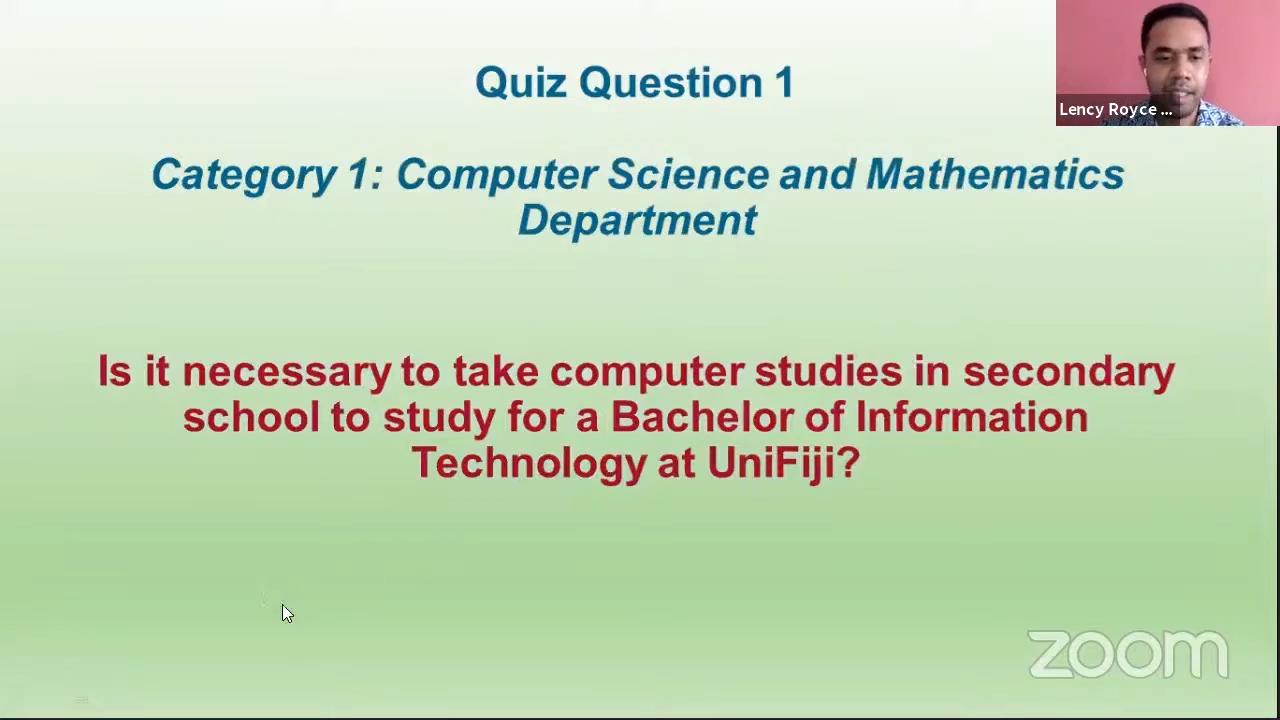 Quiz Question 1
Lency Royce ...
Category 1: Computer Science and Mathematics
Department
Is it necessary to take computer studies in secondary
school to study for a Bachelor of Information
Technology at UniFiji?
zoom